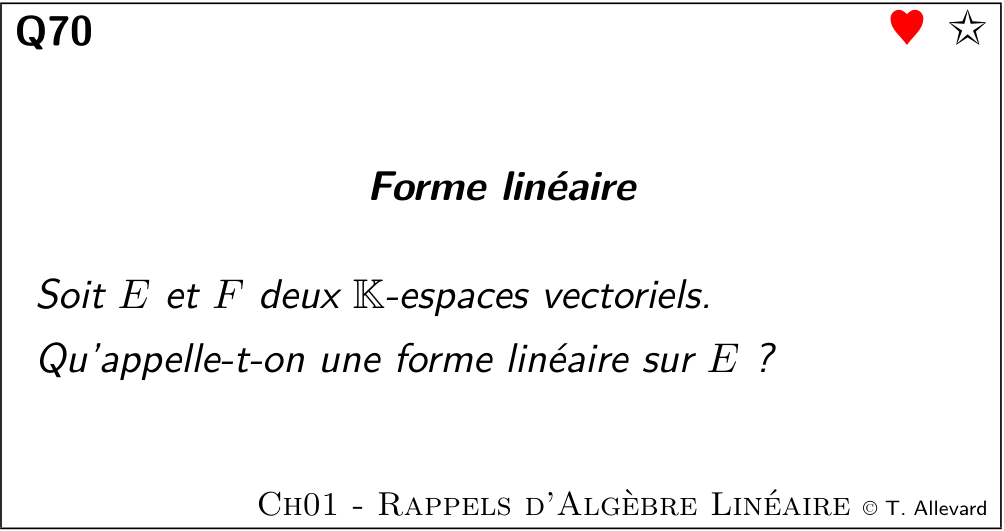 Q70
Forme linéaire
Soit E et F deux 𝕂-espaces vectoriels.
Qu'appelle-t-on une forme linéaire sur E ?
Ch01 - Rappels d'Algèbre Linéaire © T. Allevard